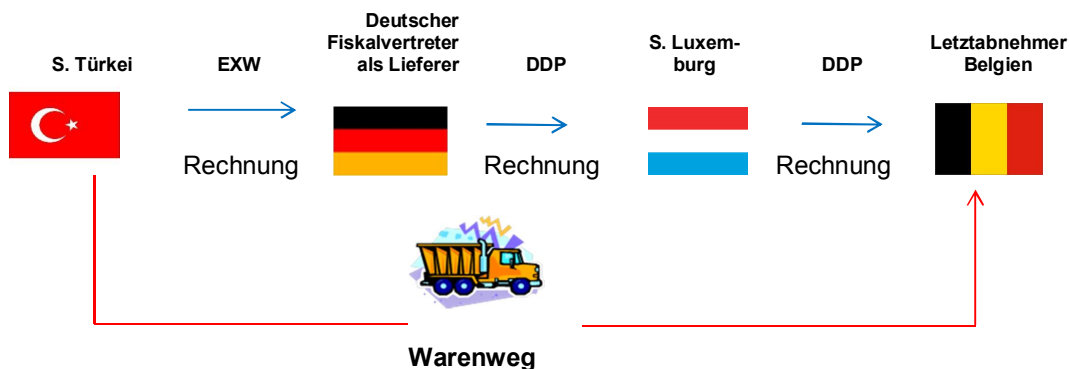 Deutscher
Fiskalvertreter
als Lieferer
S. Türkei
EXW
DDP
S. Luxem-
burg
DDP
Letztabnehmer
Belgien
Rechnung
Rechnung
Rechnung
Warenweg